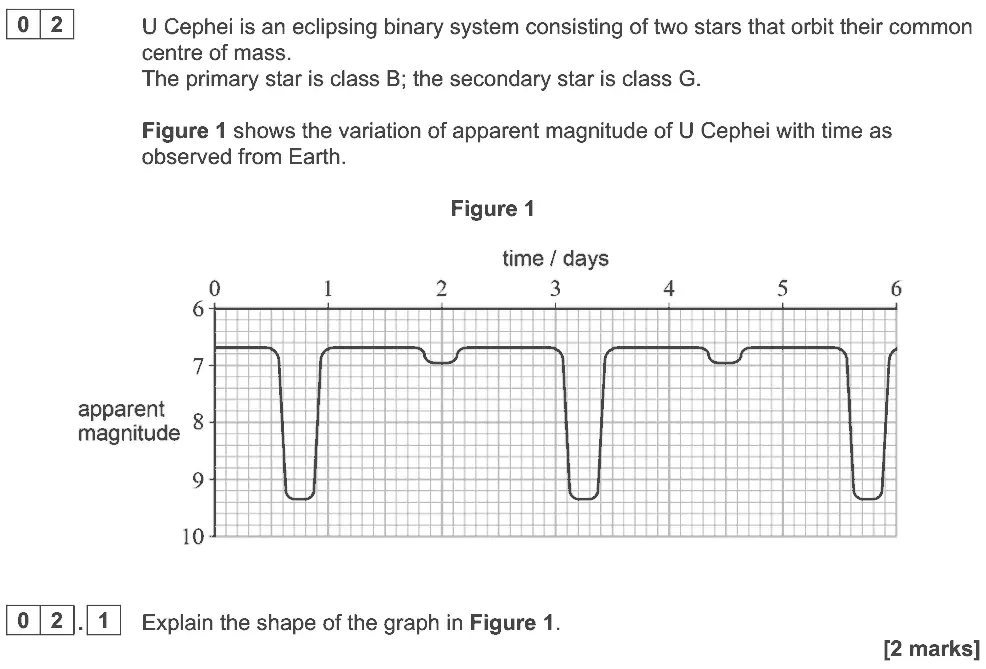 0 2 U Cephei is an eclipsing binary system consisting of two stars that orbit their common
centre of mass.
The primary star is class B; the secondary star is class G.
Figure 1 shows the variation of apparent magnitude of U Cephei with time as
observed from Earth.
Figure 1
time / days
0 1 2 3 4 5 6
6
7
8
9
10
apparent
magnitude
0 2 . 1 Explain the shape of the graph in Figure 1.
[2 marks]